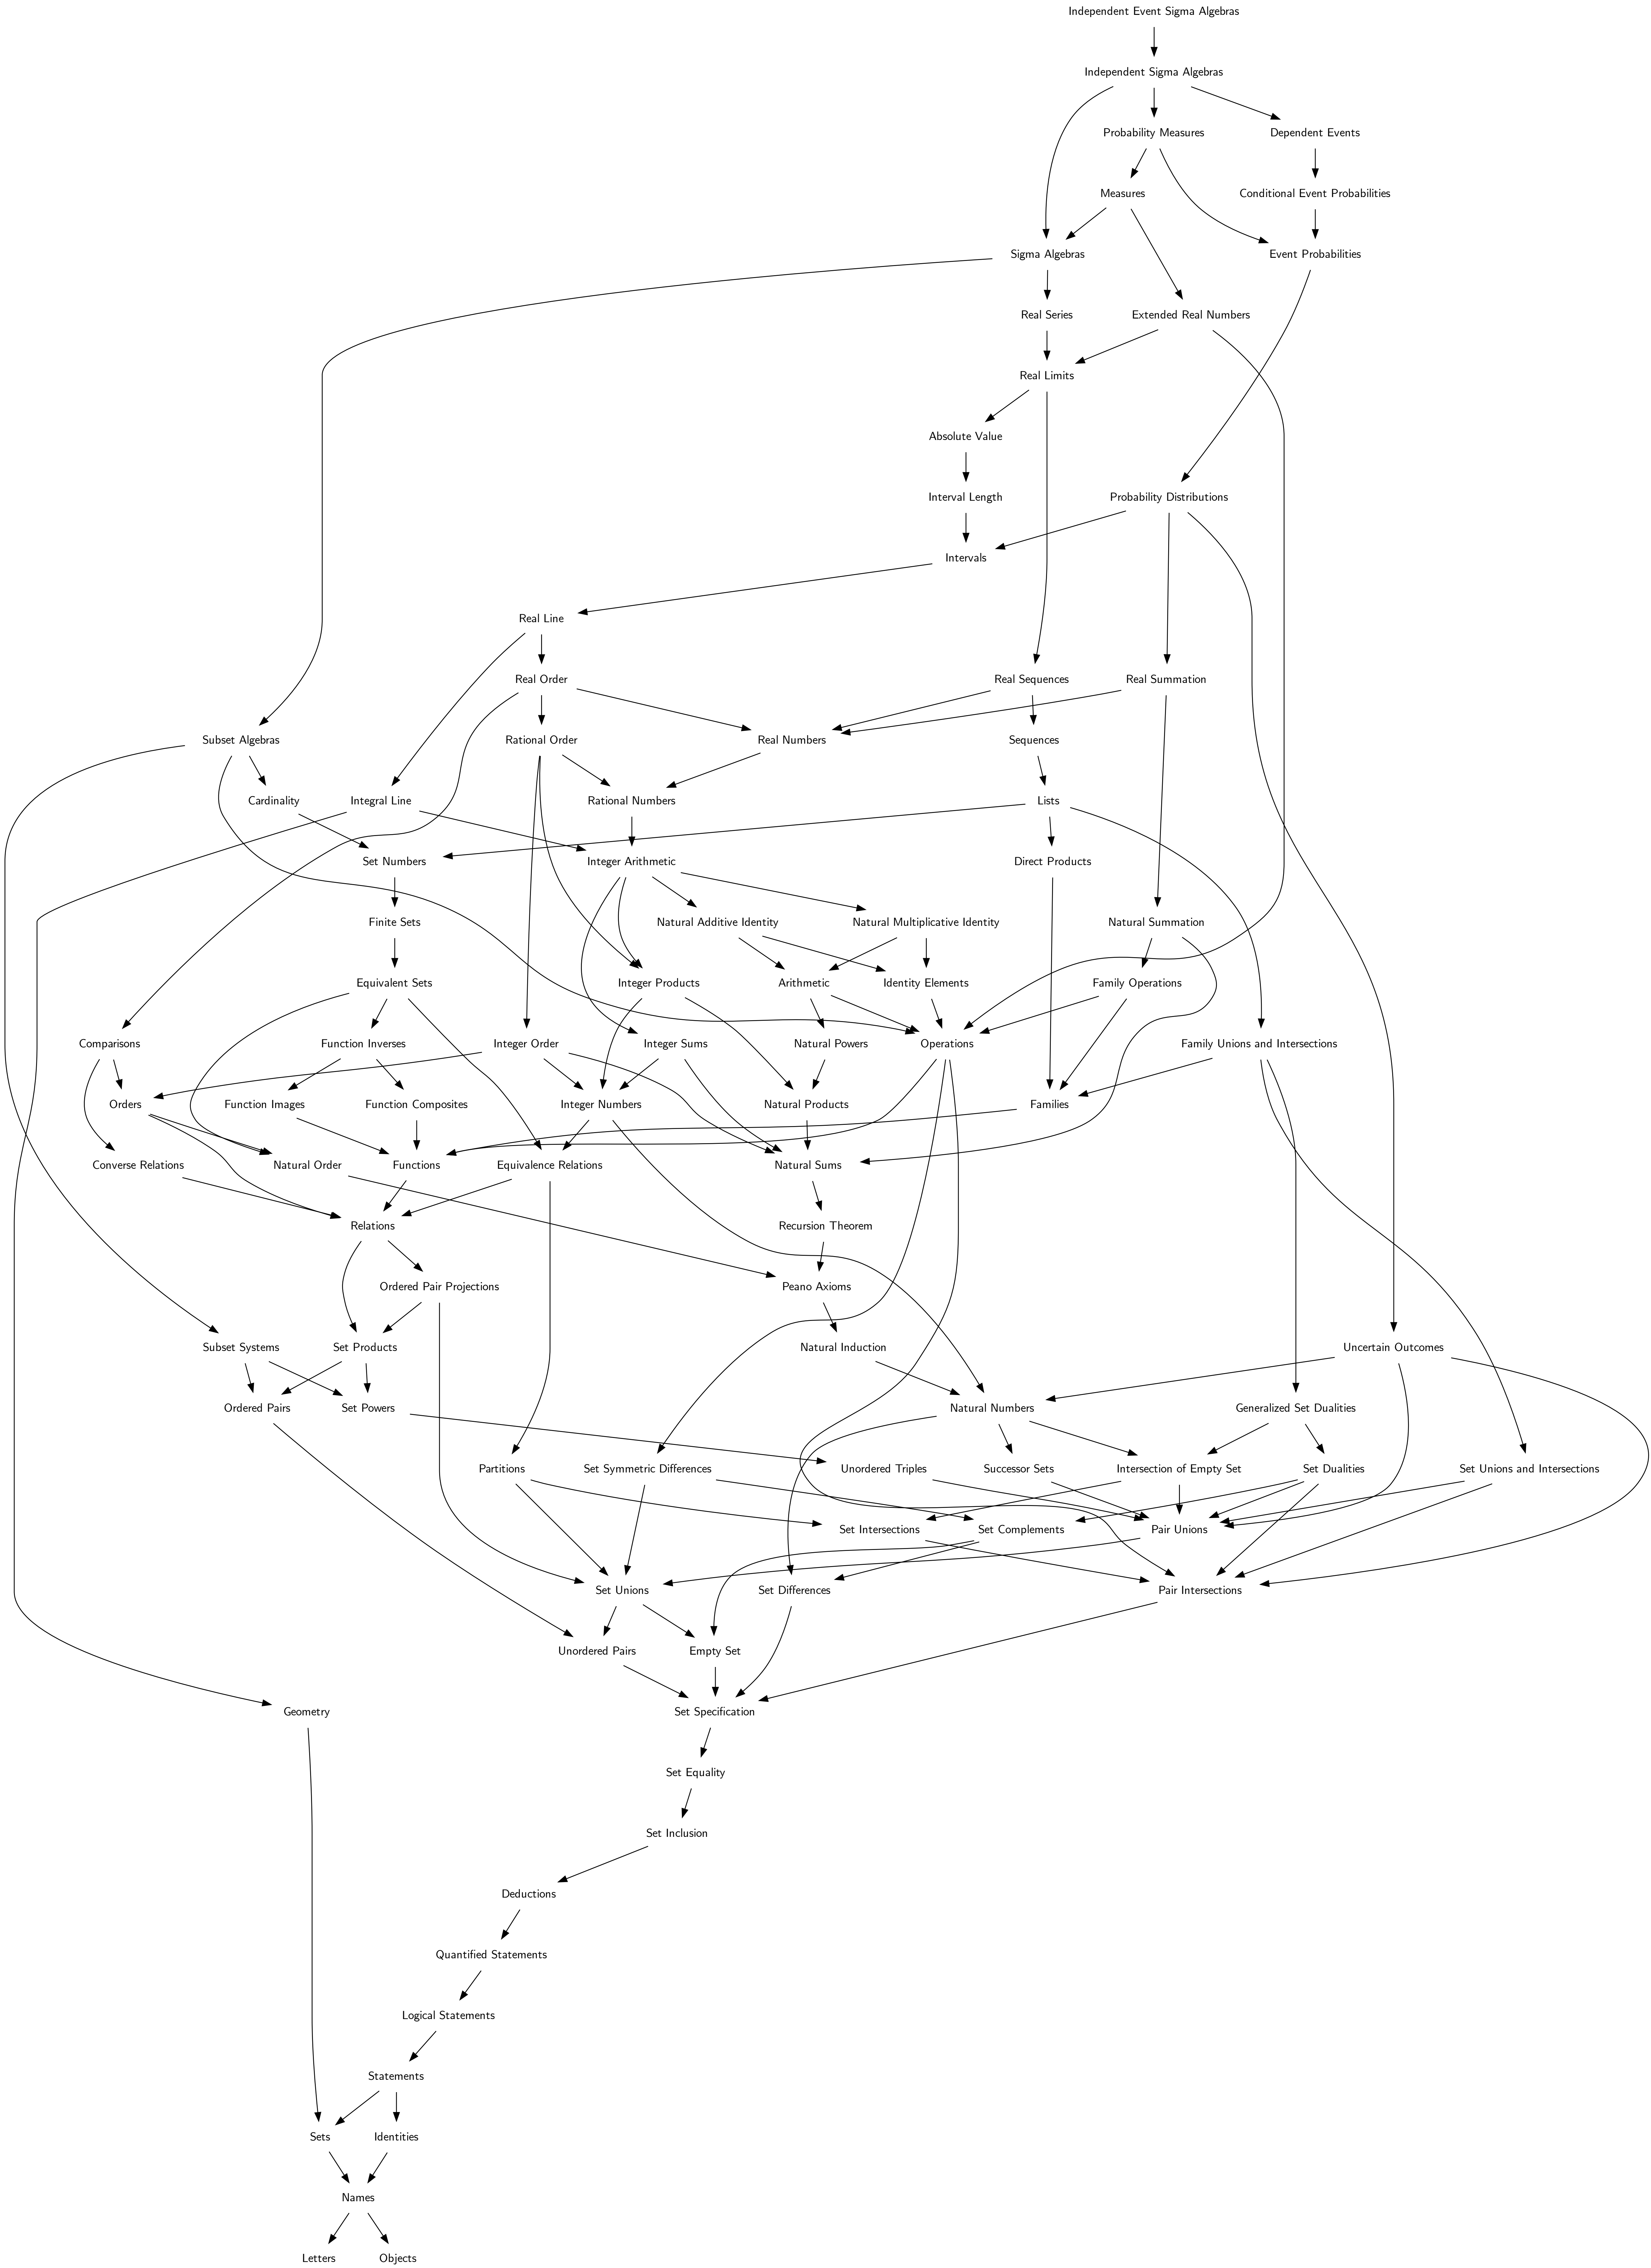 Independent Event Sigma Algebras
Independent Sigma Algebras
Probability Measures
Dependent Events
Measures
Conditional Event Probabilities
Sigma Algebras
Event Probabilities
Real Series
Extended Real Numbers
Real Limits
Absolute Value
Interval Length
Probability Distributions
Intervals
Real Line
Real Order
Real Sequences
Real Summation
Subset Algebras
Rational Order
Real Numbers
Sequences
Cardinality
Integral Line
Rational Numbers
Lists
Set Numbers
Integer Arithmetic
Direct Products
Finite Sets
Natural Additive Identity
Natural Multiplicative Identity
Natural Summation
Equivalent Sets
Integer Products
Arithmetic
Identity Elements
Family Operations
Comparisons
Function Inverses
Integer Order
Integer Sums
Natural Powers
Operations
Family Unions and Intersections
Orders
Function Images
Function Composites
Integer Numbers
Natural Products
Families
Converse Relations
Natural Order
Functions
Equivalence Relations
Natural Sums
Relations
Recursion Theorem
Ordered Pair Projections
Peano Axioms
Subset Systems
Set Products
Natural Induction
Uncertain Outcomes
Ordered Pairs
Set Powers
Natural Numbers
Generalized Set Dualities
Partitions
Set Symmetric Differences
Unordered Triples
Successor Sets
Intersection of Empty Set
Set Dualities
Set Unions and Intersections
Set Intersections
Set Complements
Pair Unions
Set Unions
Set Differences
Pair Intersections
Unordered Pairs
Empty Set
Geometry
Set Specification
Set Equality
Set Inclusion
Deductions
Quantified Statements
Logical Statements
Statements
Sets
Identities
Names
Letters
Objects